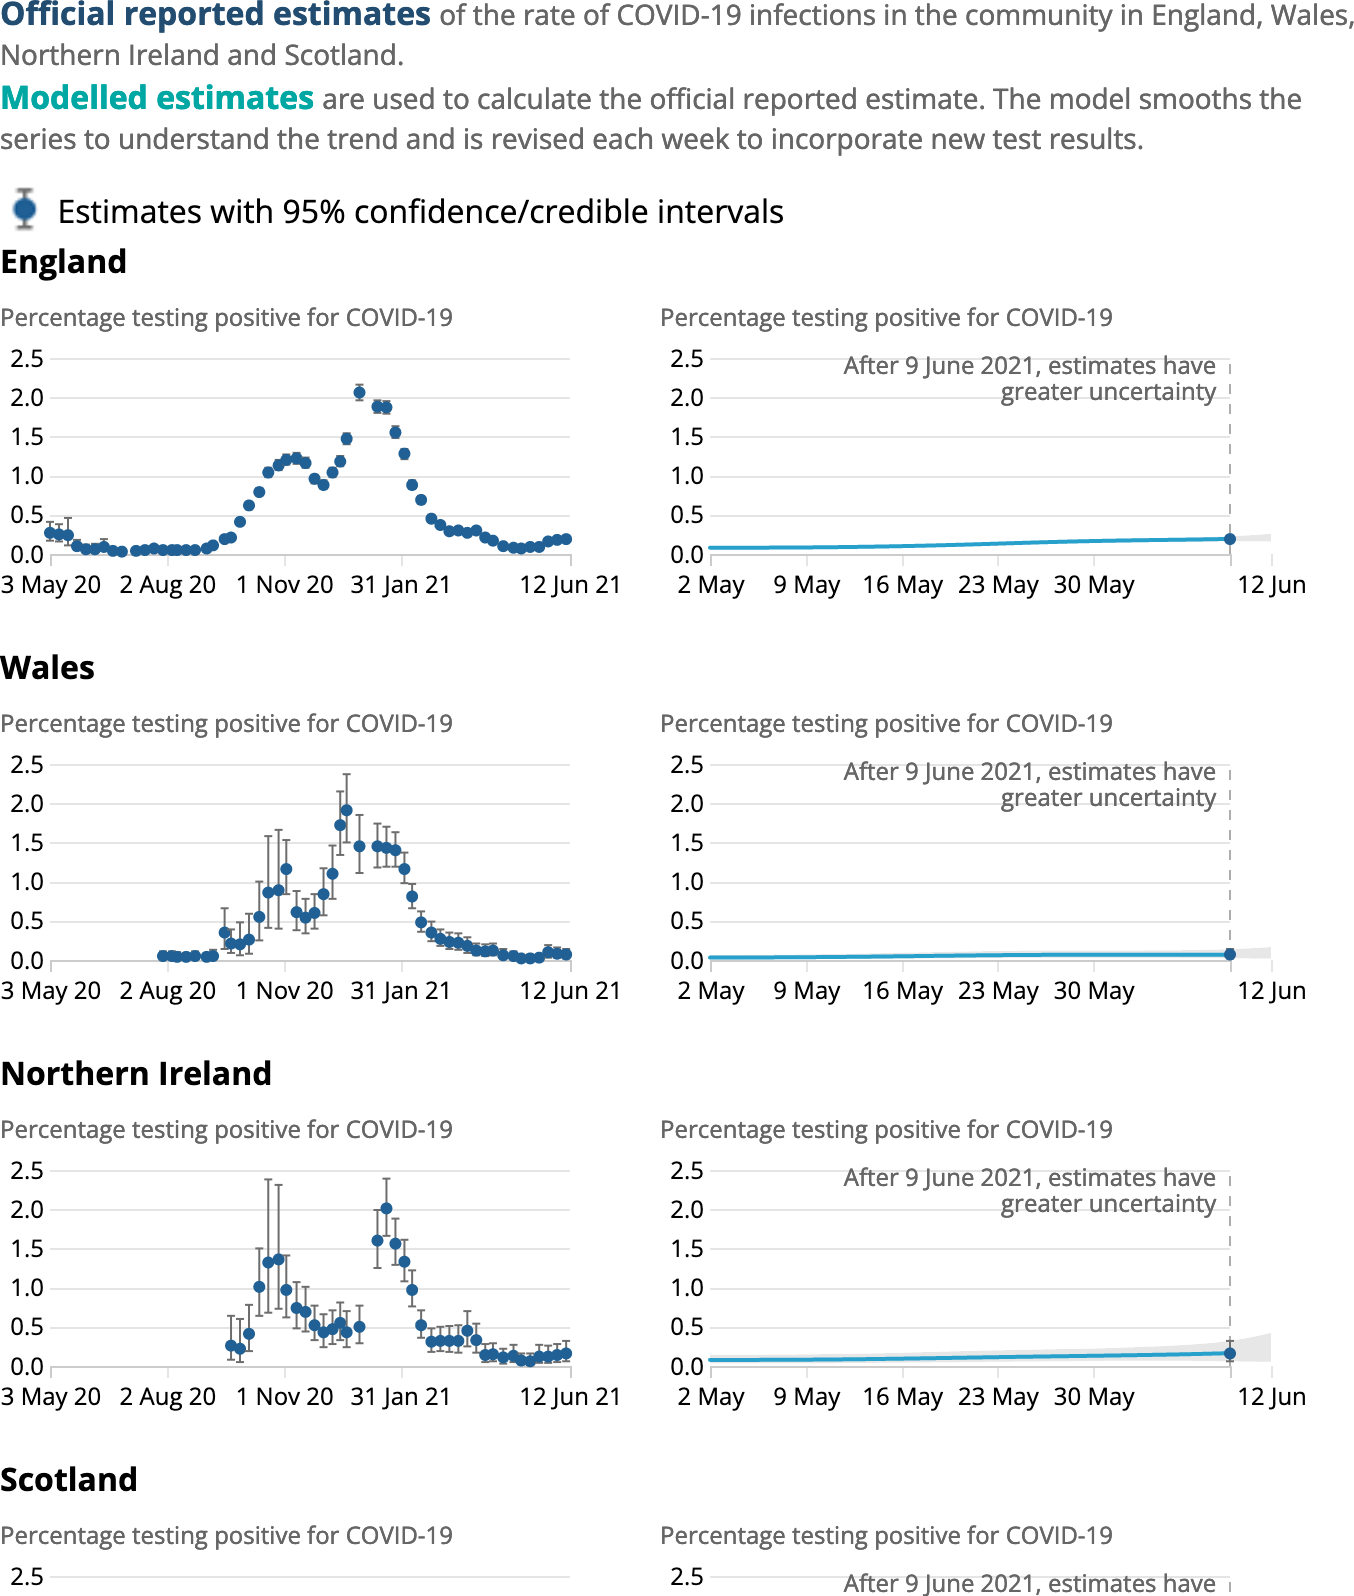 Official reported estimates of the rate of COVID-19 infections in the community in England, Wales,
Northern Ireland and Scotland.
Modelled estimates are used to calculate the official reported estimate. The model smooths the
series to understand the trend and is revised each week to incorporate new test results.
Estimates with 95% confidence/credible intervals
England
Percentage testing positive for COVID-19
2.5
2.0
1.5
1.0
0.5
0.0
3 May 20 2 Aug 20 1 Nov 20 31 Jan 21 12 Jun 21
Percentage testing positive for COVID-19
After 9 June 2021, estimates have
greater uncertainty
2.5
2.0
1.5
1.0
0.5
0.0
2 May 9 May 16 May 23 May 30 May 12 Jun
Wales
Percentage testing positive for COVID-19
2.5
2.0
1.5
1.0
0.5
0.0
3 May 20 2 Aug 20 1 Nov 20 31 Jan 21 12 Jun 21
Percentage testing positive for COVID-19
After 9 June 2021, estimates have
greater uncertainty
2.5
2.0
1.5
1.0
0.5
0.0
2 May 9 May 16 May 23 May 30 May 12 Jun
Northern Ireland
Percentage testing positive for COVID-19
2.5
2.0
1.5
1.0
0.5
0.0
3 May 20 2 Aug 20 1 Nov 20 31 Jan 21 12 Jun 21
Percentage testing positive for COVID-19
After 9 June 2021, estimates have
greater uncertainty
2.5
2.0
1.5
1.0
0.5
0.0
2 May 9 May 16 May 23 May 30 May 12 Jun
Scotland
Percentage testing positive for COVID-19
2.5
Percentage testing positive for COVID-19
2.5
After 9 June 2021, estimates have